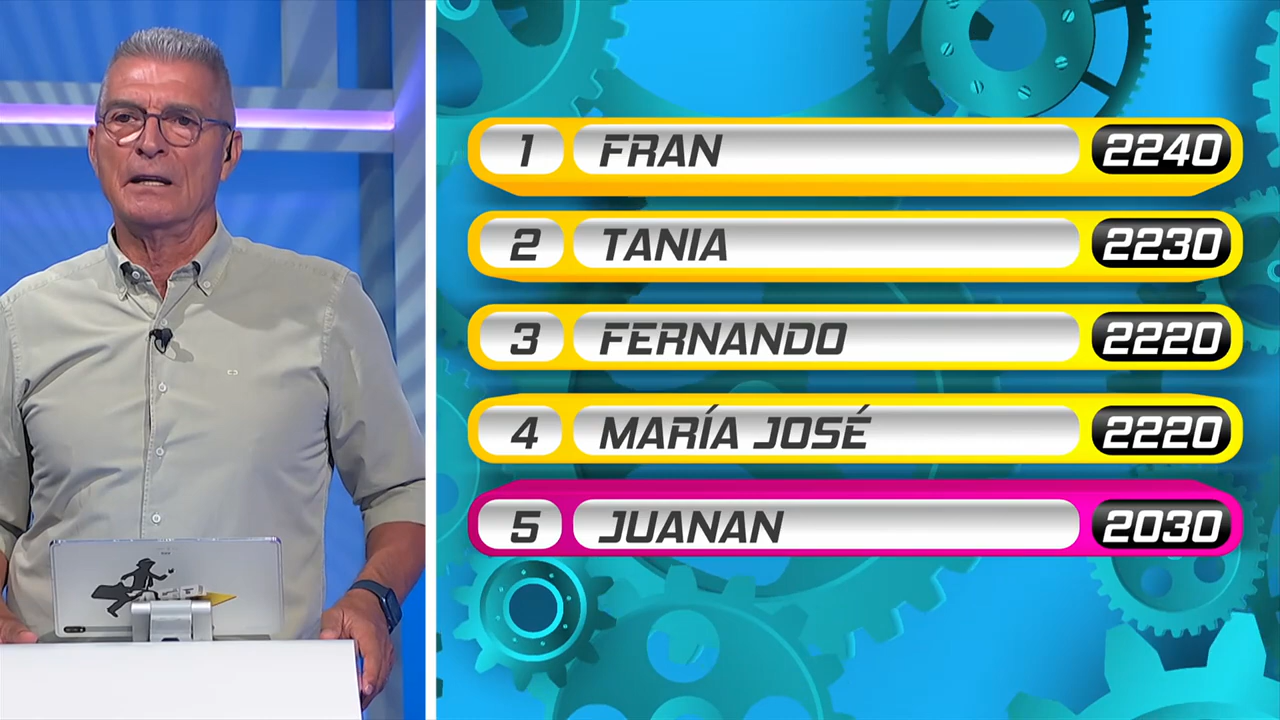 1 FRAN 2240
2 TANIA 2230
3 FERNANDO 2220
4 MARÍA JOSÉ 2220
5 JUANAN 2030